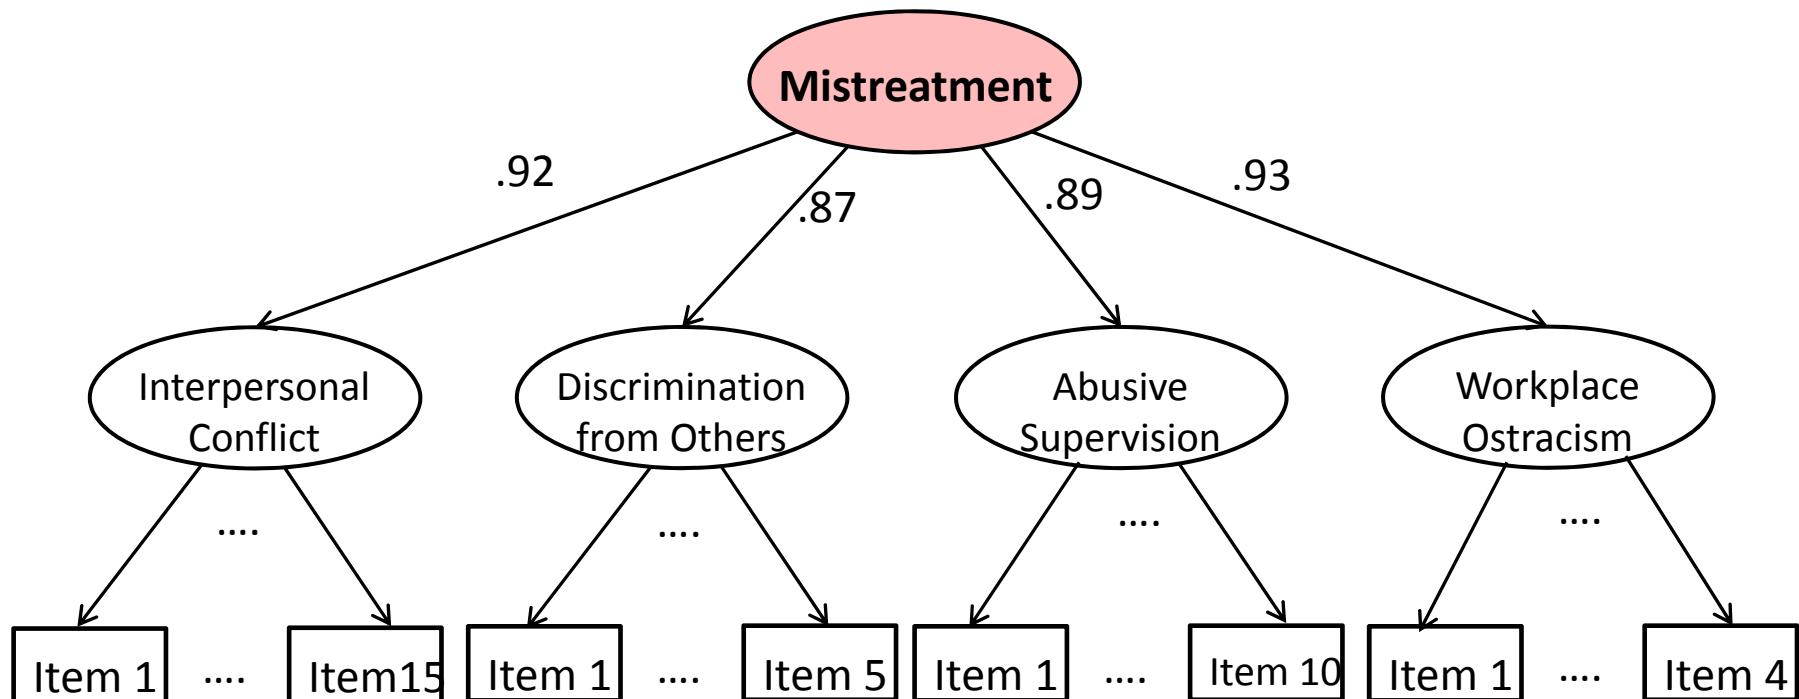 Mistreatment
.92
.87
.89
.93
Interpersonal
Conflict
Discrimination
from Others
Abusive
Supervision
Workplace
Ostracism
....
....
....
....
Item 1
....
Item15
Item 1
....
Item 5
Item 1
....
Item 10
Item 1
....
Item 4